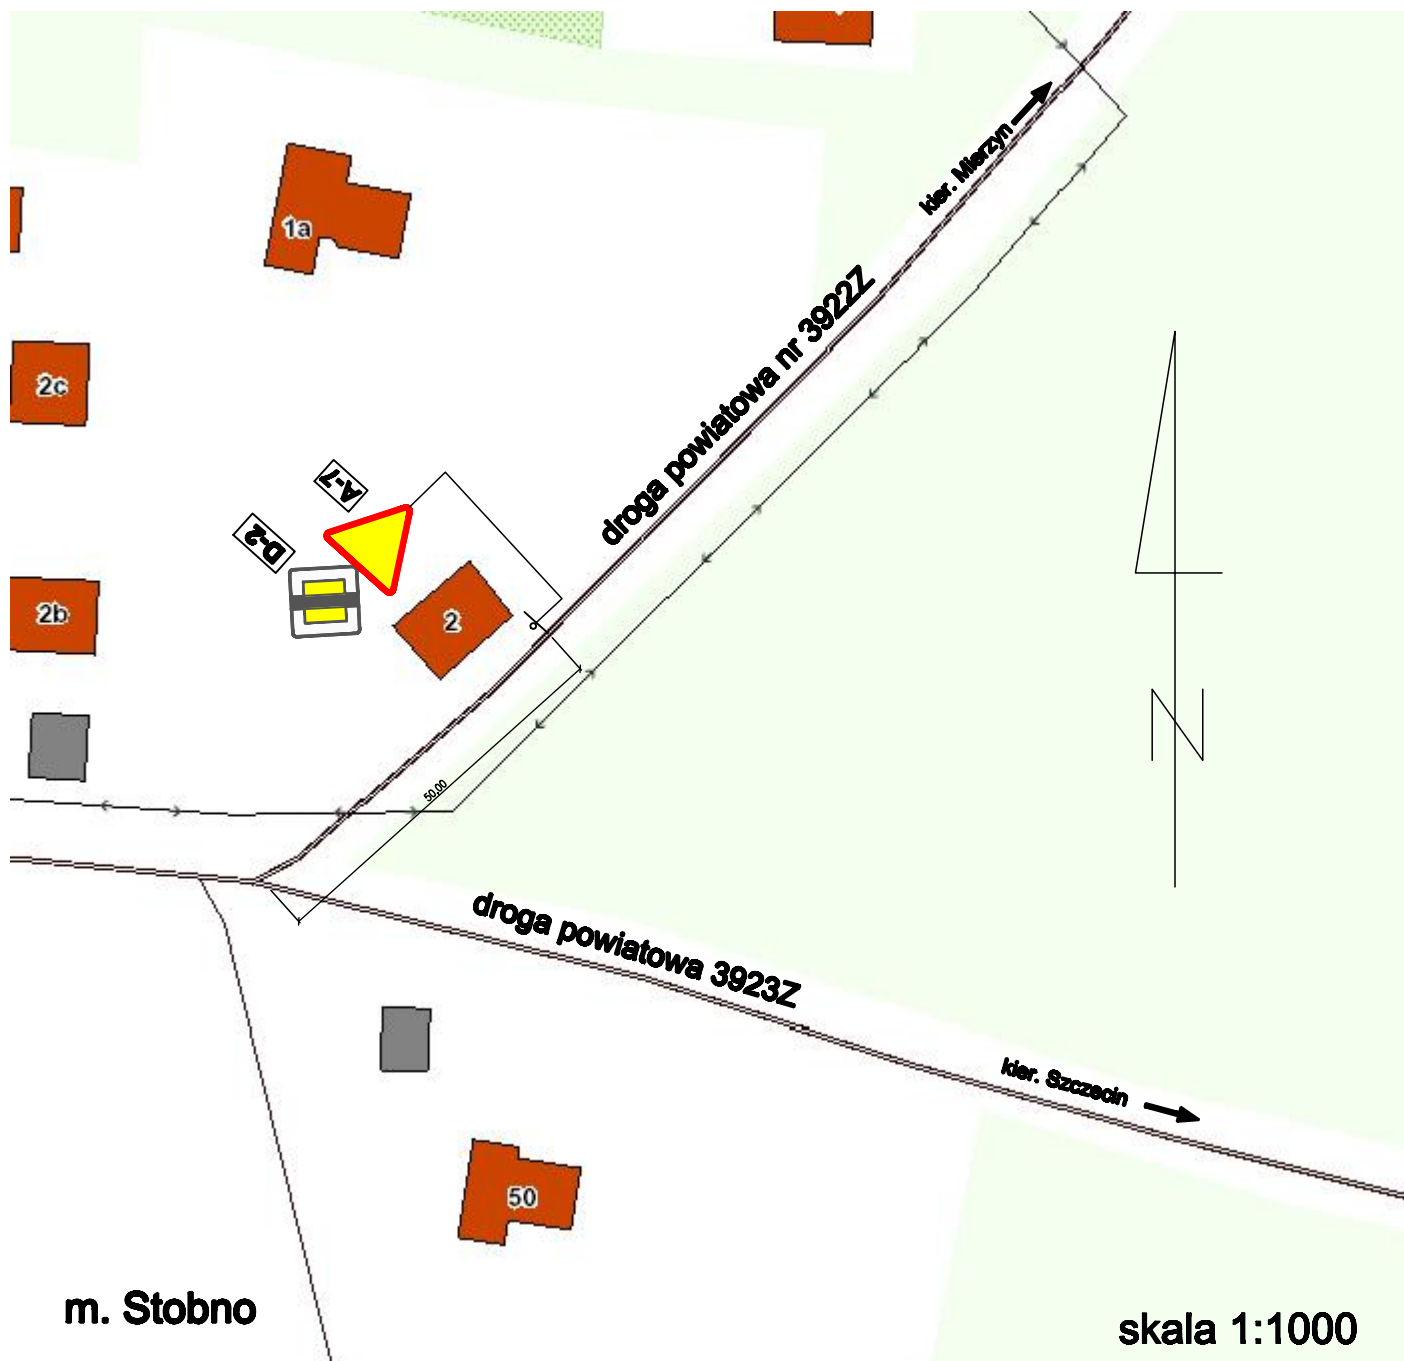 kier. Mierzyn
1a
droga powiatowa nr 3922Z
2c
A-7
D-2
2b
2
N
50,00
droga powiatowa 3923Z
kier. Szczecin
50
m. Stobno
skala 1:1000